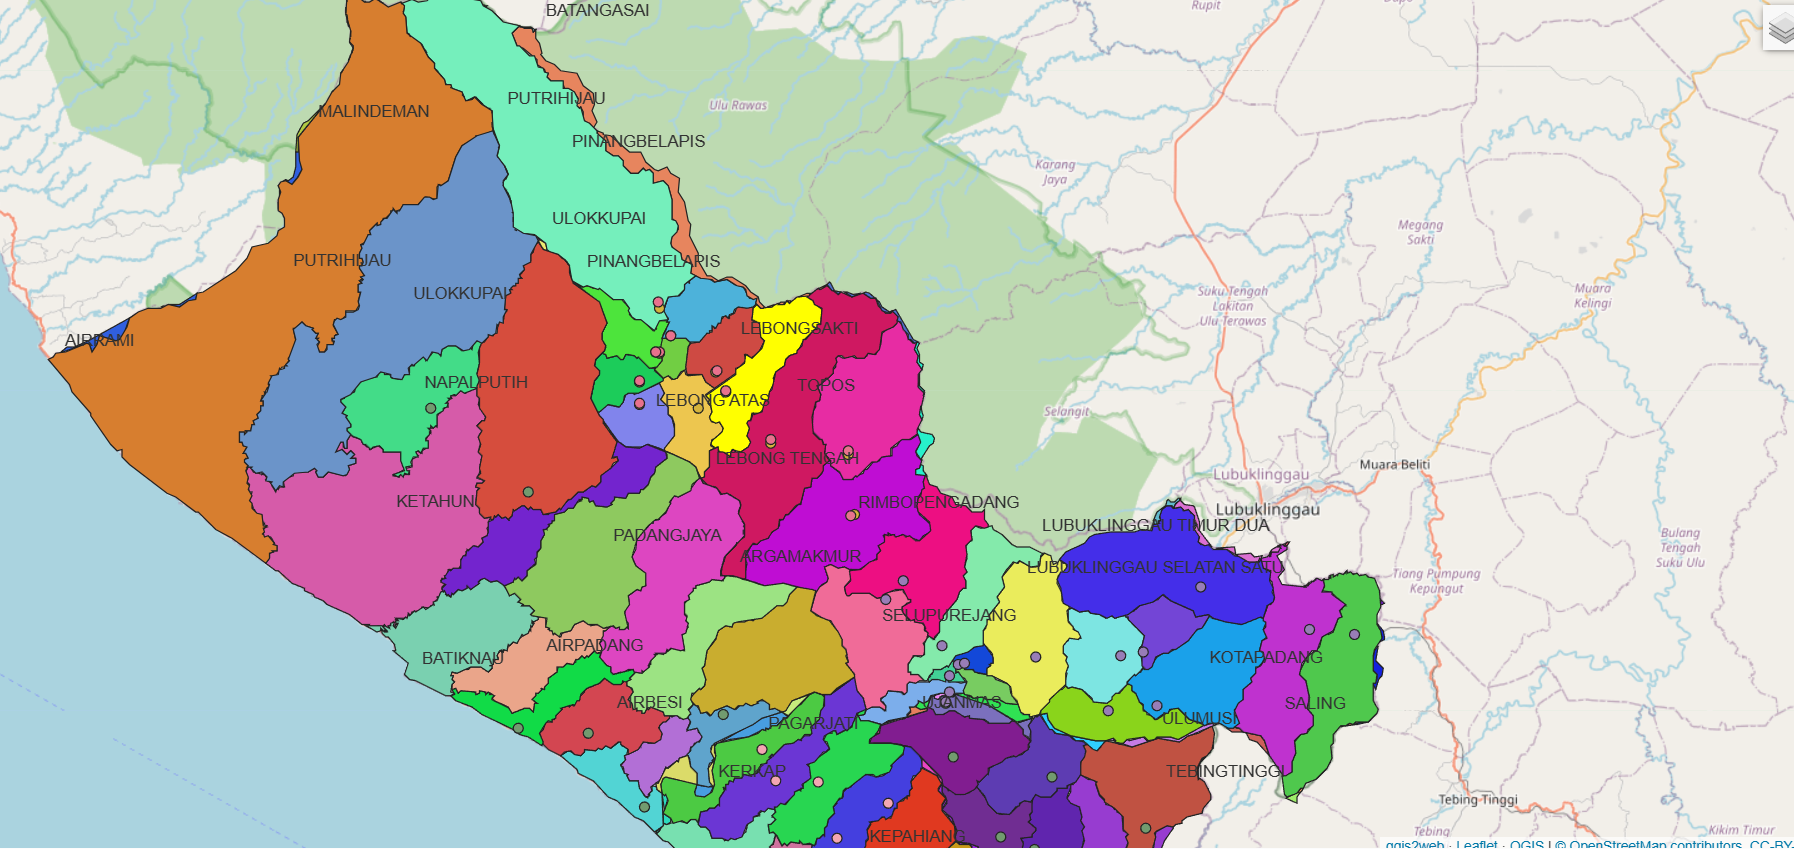 BATANGASAI
Rupit
Ulu Rawas
PUTRIHIJAU
MALINDEMAN
PINANGBELAPIS
Karang
Jaya
ULOKKUPAI
Megang
Sakti
PUTRIHIJAU
PINANGBELAPIS
ULOKKUPAI
Suku Tengah
Lakitan
Ulu Terawas
Muara
Kelingi
LEBONGSAKTI
AIRRAMI
NAPALPUTIH
TOPOS
LEBONG ATAS
Selangit
LEBONG TENGAH
Muara Beliti
Lubuklinggau
KETAHUN
RIMBOPENGADANG
Lubuklinggau
LUBUKLINGGAU TIMUR DUA
PADANGJAYA
Bulang
Tengah
Suku Ulu
ARGAMAKMUR
LUBUKLINGGAU SELATAN SATU
Tiang Pumpung
Kepungut
SELUPUREJANG
AIRPADANG
BATIKNAU
KOTAPADANG
AIRBESI
UJANMAS
SALING
PAGARJATI
ULUMUSI
KERKAP
TEBINGTINGGI
Tebing Tinggi
KEPAHIANG
Tebing
Kikim Timur
qgis2web · Leaflet · QGIS | © OpenStreetMap contributors, CC-BY-